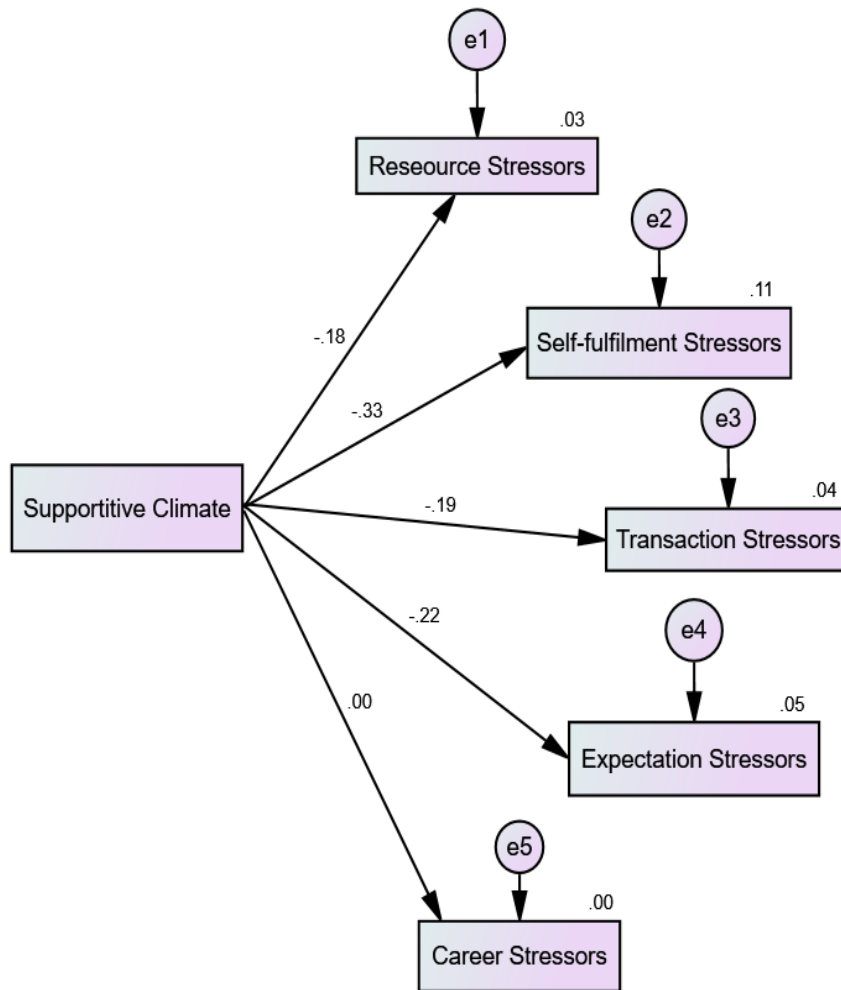 e1
.03
Reseource Stressors
e2
.11
-.18
Self-fulfilment Stressors
-.33
e3
.04
Supportitive Climate
-.19
Transaction Stressors
-.22
e4
.00
.05
Expectation Stressors
e5
.00
Career Stressors